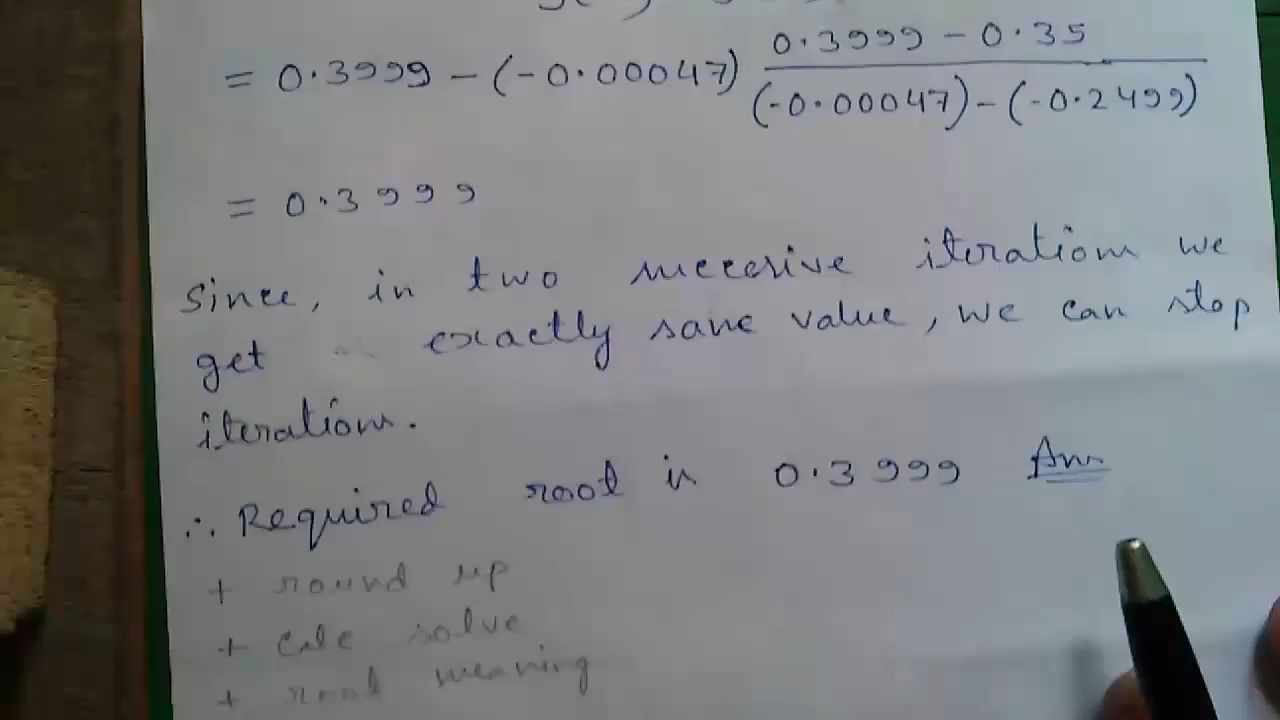 = 0.3999 - (-0.00047) 0.3999 - 0.35 / (-0.00047) - (-0.2499)
= 0.3999
Since, in two succesive iteration we
get exactly same value, we can stop
iteration.
∴ Required root is 0.3999 Ans
+ round up
+ calc solve
+ root meaning